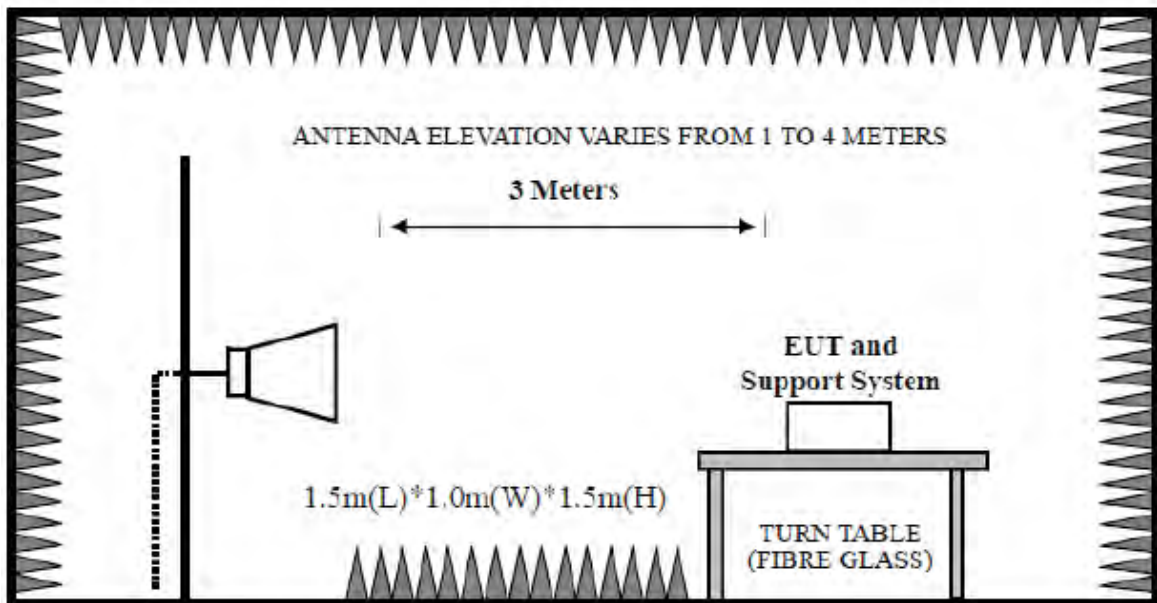 ANTENNA ELEVATION VARIES FROM 1 TO 4 METERS
3 Meters
EUT and
Support System
1.5m(L)*1.0m(W)*1.5m(H)
TURN TABLE
(FIBRE GLASS)